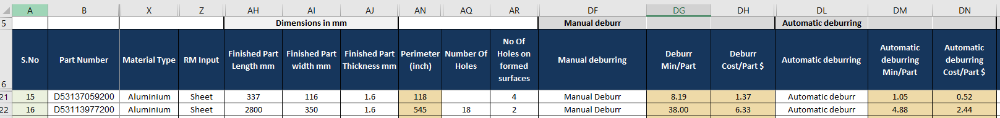 A B X Z AH AI AJ AN AQ AR DF DG DH DL DM DN
5 Dimensions in mm Manual deburr Automatic deburring
6 S.No Part Number Material Type RM Input Finished Part Length mm Finished Part width mm Finished Part Thickness mm Perimeter (inch) Number Of Holes No Of Holes on formed surfaces Manual deburring Deburr Min/Part Deburr Cost/Part $ Automatic deburring Automatic deburring Min/Part Automatic deburring Cost/Part $
21 15 D53137059200 Aluminium Sheet 337 116 1.6 118 4 Manual Deburr 8.19 1.37 Automatic deburr 1.05 0.52
22 16 D53113977200 Aluminium Sheet 2800 350 1.6 545 18 2 Manual Deburr 38.00 6.33 Automatic deburr 4.88 2.44